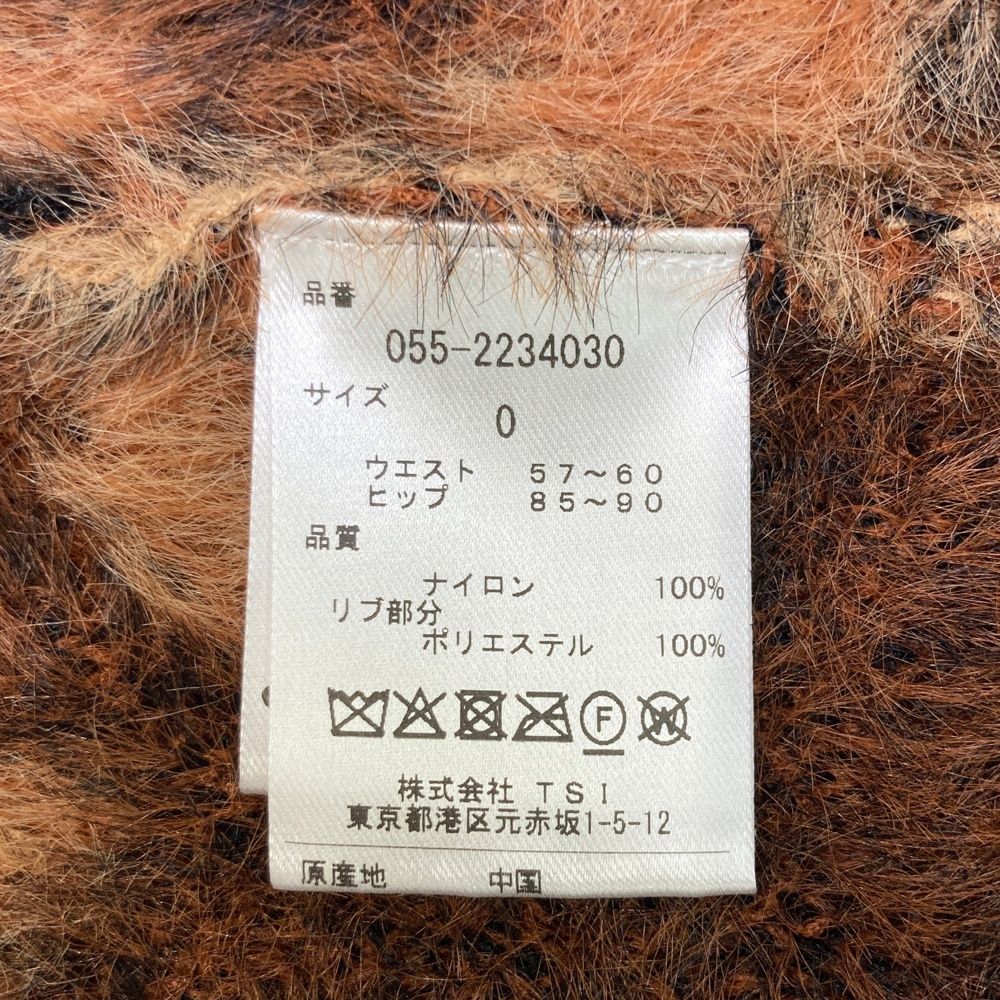 品番
055-2234030
サイズ
0
ウエスト 57～60
ヒップ 85～90
品質
ナイロン 100%
リブ部分
ポリエステル 100%
F W
株式会社 TSI
東京都港区元赤坂1-5-12
原産地 中国